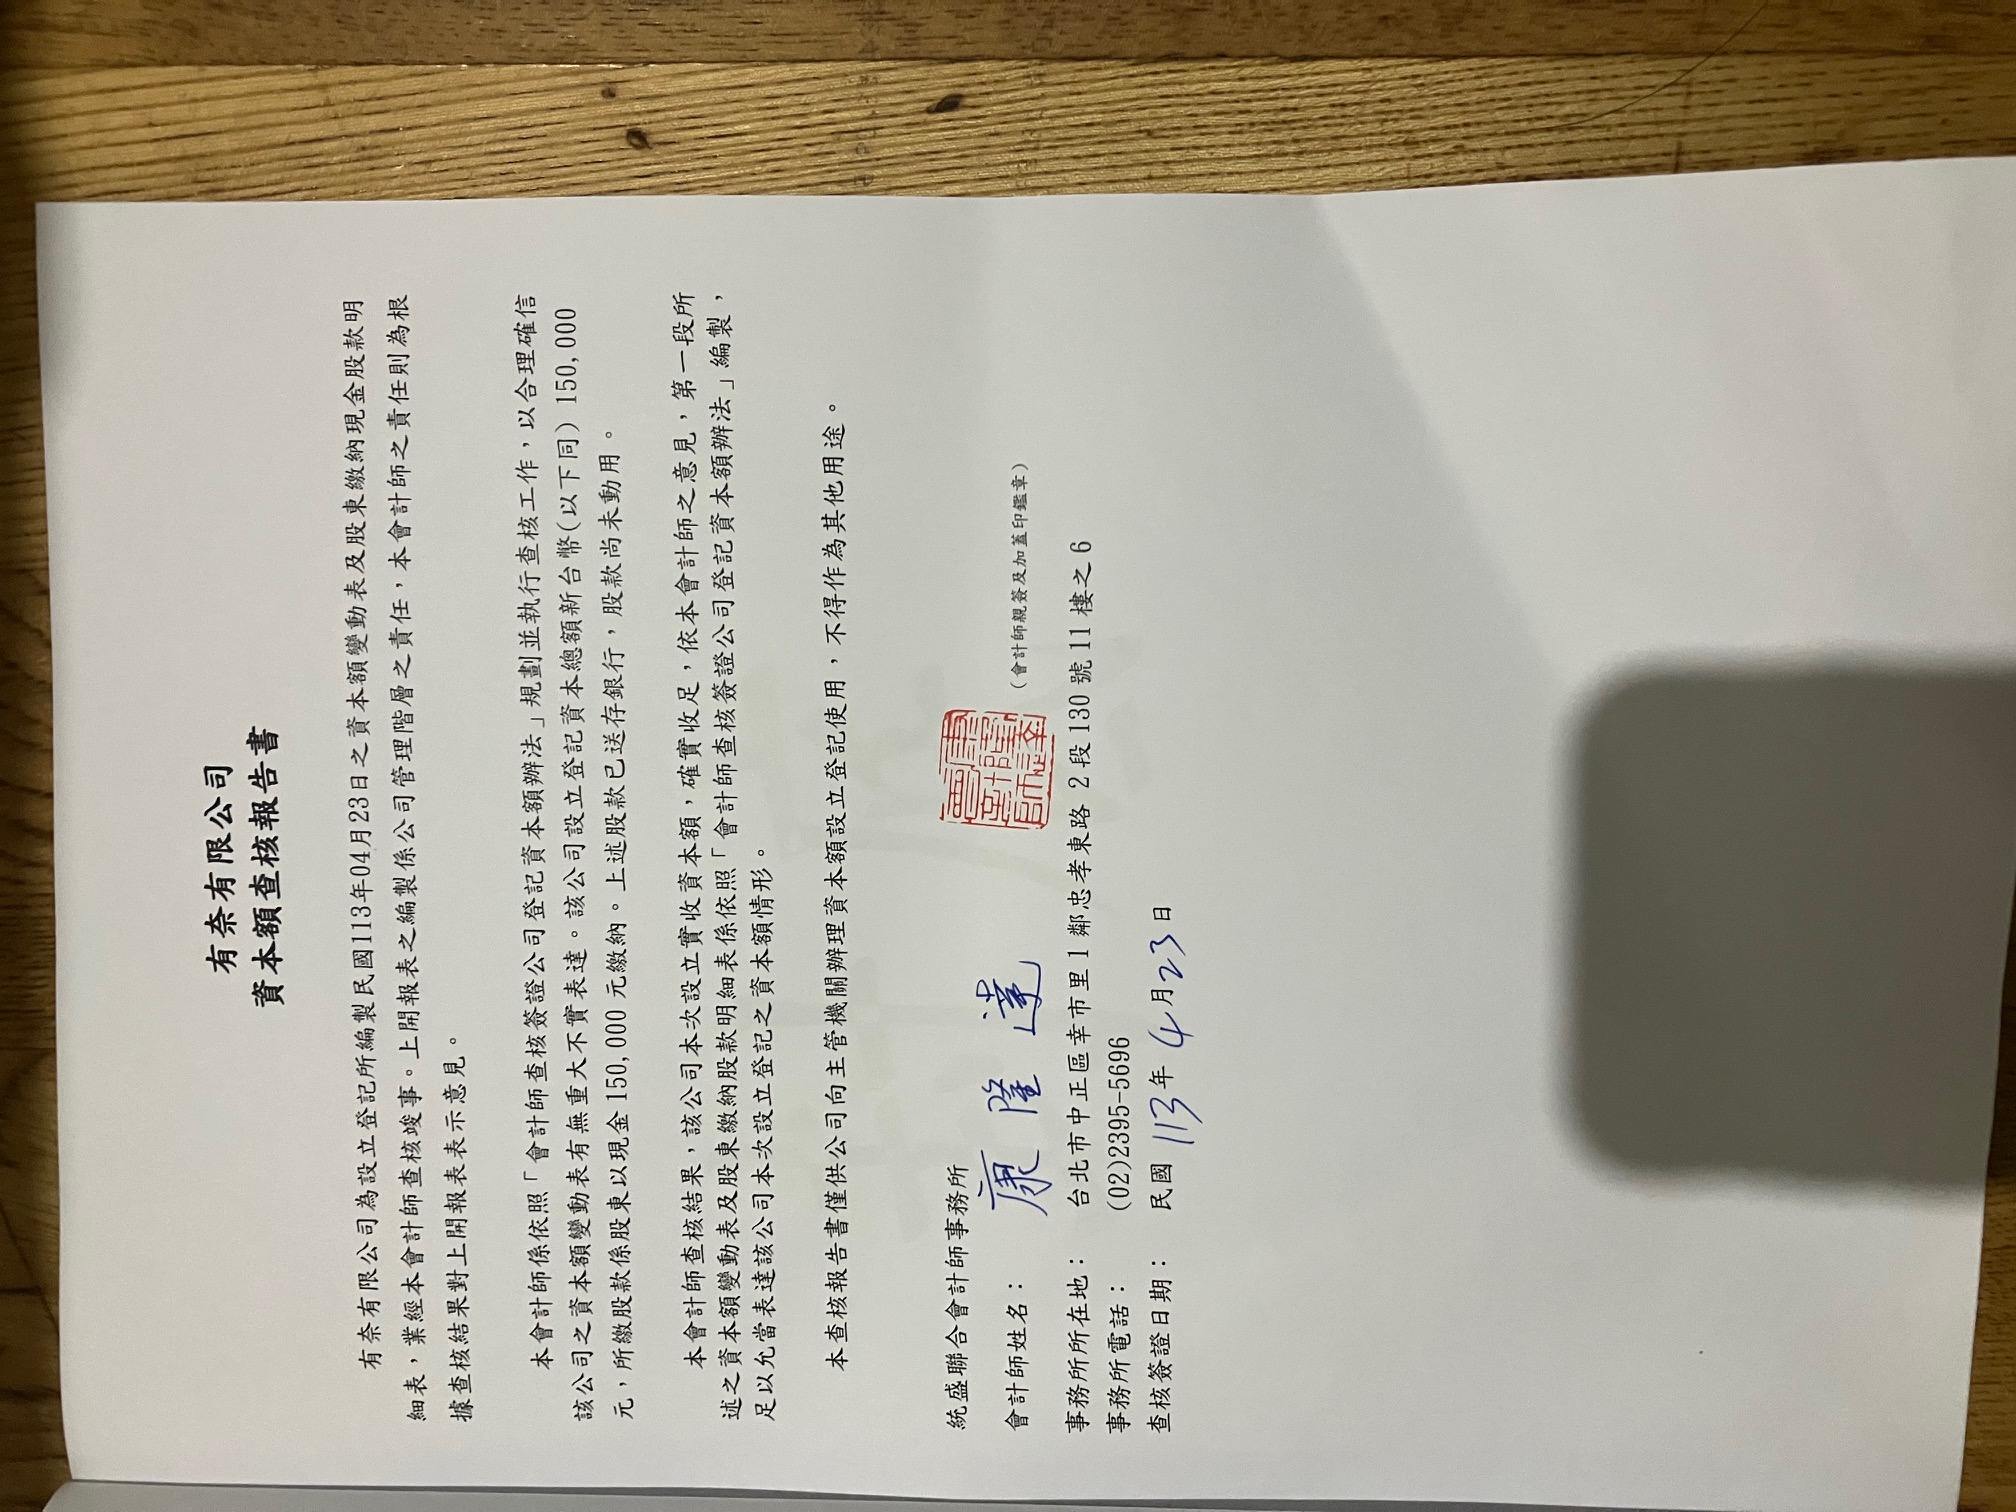 有奈有限公司
資本額查核報告書
有奈有限公司為設立登記所編製民國113年04月23日之資本額變動表及股東繳納現金股款明
細表，業經本會計師查核竣事。上開報表之編製係公司管理階層之責任，本會計師之責任則為根
據查核結果對上開報表表示意見。
本會計師係依照「會計師查核簽證公司登記資本額辦法」規劃並執行查核工作，以合理確信
該公司之資本額變動表有無重大不實表達。該公司設立登記資本總額新台幣(以下同) 150,000
元，所繳股款係股東以現金 150,000 元繳納。上述股款已送存銀行，股款尚未動用。
本會計師查核結果，該公司本次設立實收資本額，確實收足，依本會計師之意見，第一段所
述之資本額變動表及股東繳納股款明細表係依照「會計師查核簽證公司登記資本額辦法」編製，
足以允當表達該公司本次設立登記之資本額情形。
本查核報告書僅供公司向主管機關辦理資本額設立登記使用，不得作為其他用途。
統盛聯合會計師事務所
會計師姓名： 康隆達 康隆達會計師 （會計師親簽及加蓋印鑑章）
事務所所在地： 台北市中正區幸市里 1 鄰忠孝東路 2 段 130 號 11 樓之 6
事務所電話： (02)2395-5696
查核簽證日期： 民國 113 年 4 月 23 日